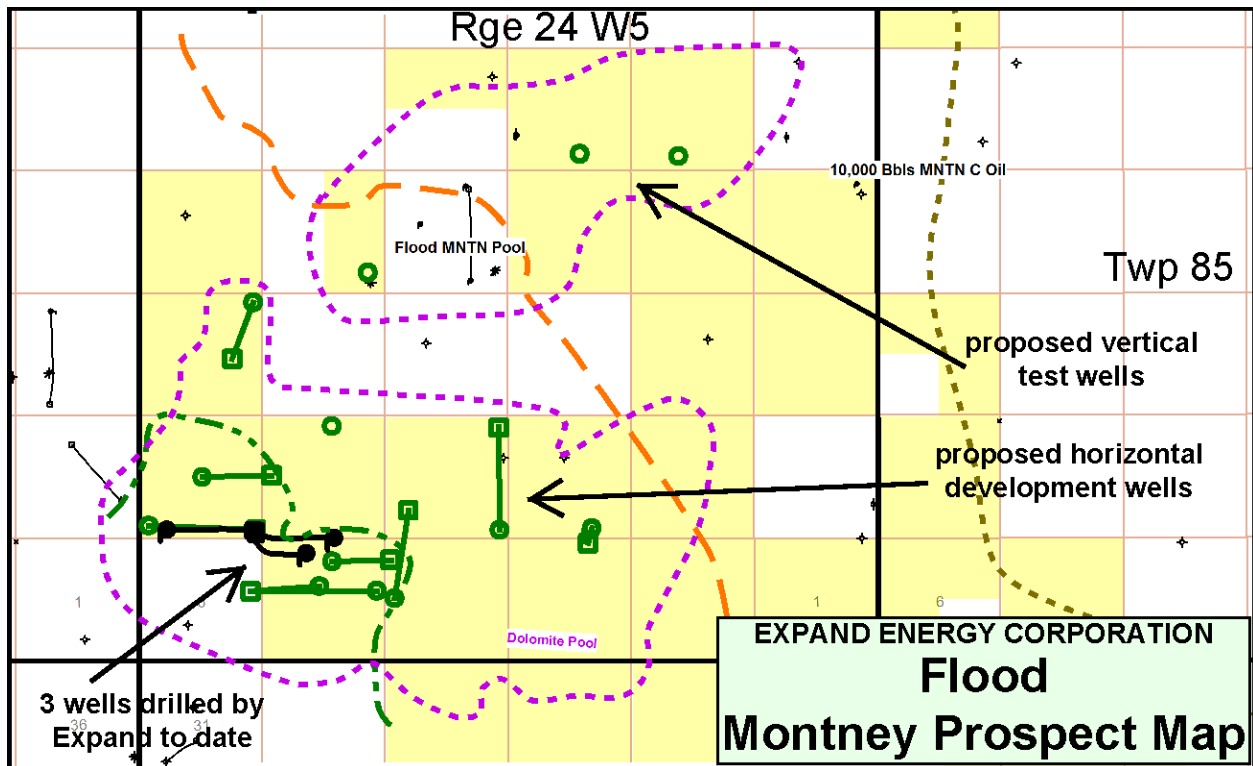 Rge 24 W5
10,000 Bbls MNTN C Oil
Flood MNTN Pool
Twp 85
proposed vertical
test wells
proposed horizontal
development wells
1
6
1
6
Dolomite Pool
3 wells drilled by
Expand to date
36
31
EXPAND ENERGY CORPORATION
Flood
Montney Prospect Map